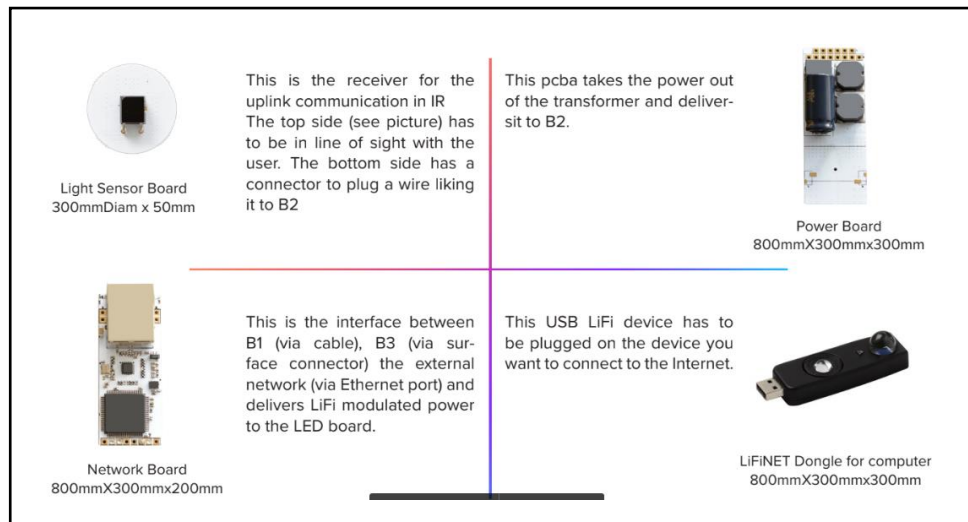 This is the receiver for the
uplink communication in IR
The top side (see picture) has
to be in line of sight with the
user. The bottom side has a
connector to plug a wire liking
it to B2
Light Sensor Board
300mmDiam x 50mm
This pcba takes the power out
of the transformer and deliver-
sit to B2.
Power Board
800mmX300mmx300mm
This is the interface between
B1 (via cable), B3 (via sur-
face connector) the external
network (via Ethernet port) and
delivers LiFi modulated power
to the LED board.
Network Board
800mmX300mmx200mm
This USB LiFi device has to
be plugged on the device you
want to connect to the Internet.
LiFiNET Dongle for computer
800mmX300mmx300mm